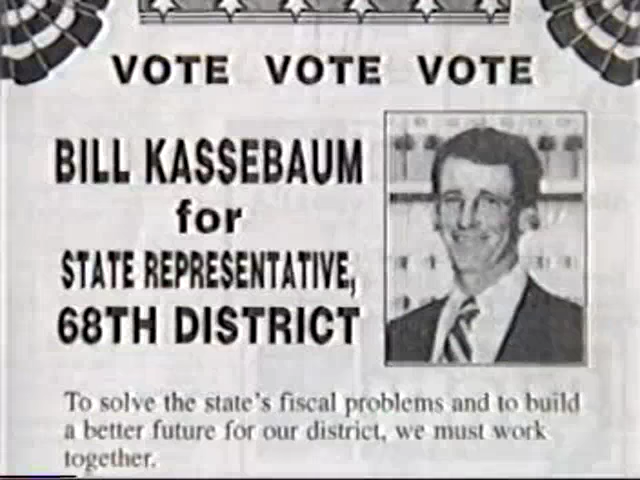 VOTE VOTE VOTE
BILL KASSEBAUM
for
STATE REPRESENTATIVE,
68TH DISTRICT
To solve the state's fiscal problems and to build
a better future for our district, we must work
together.